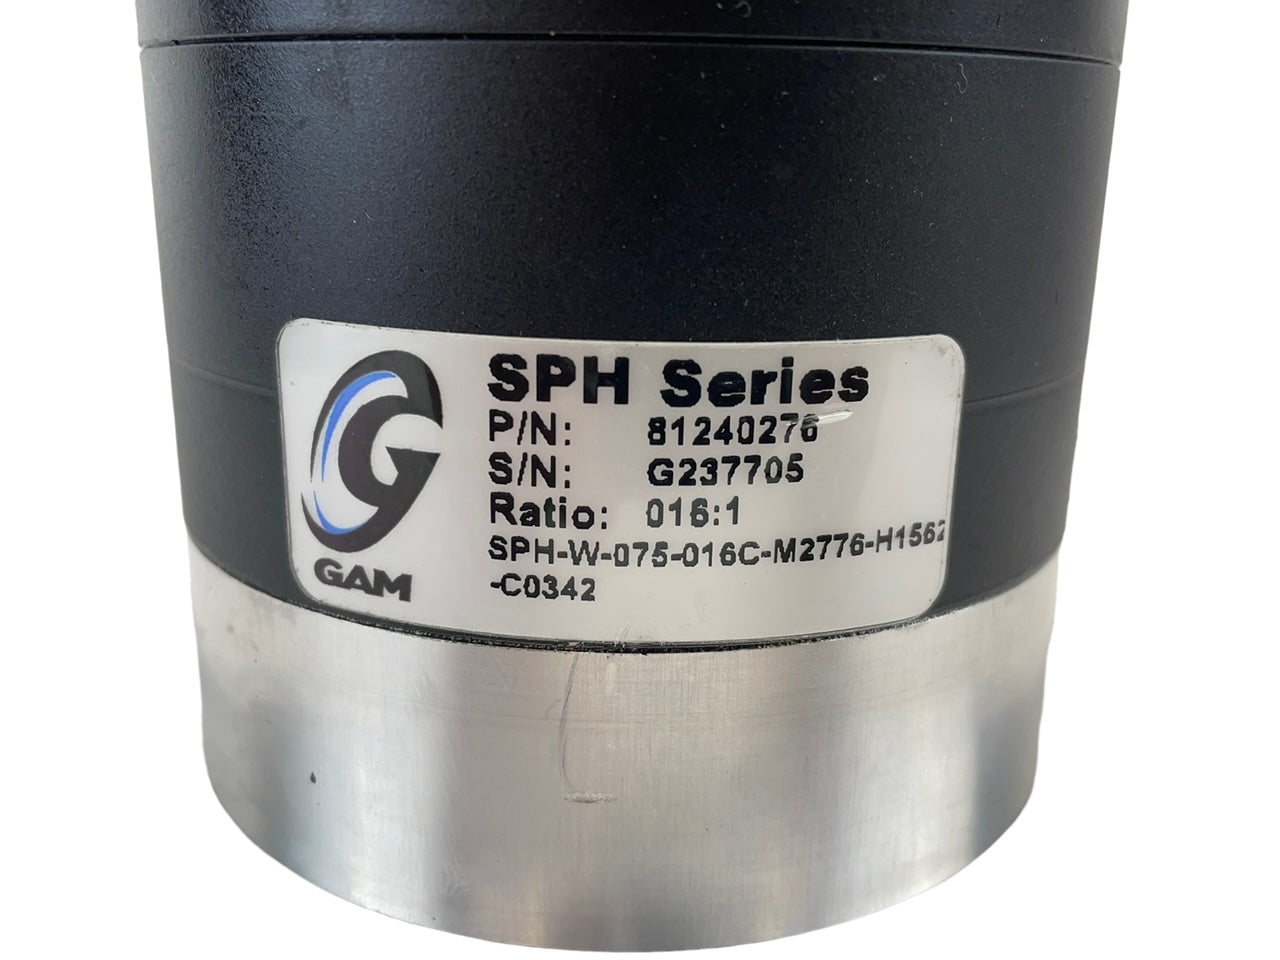 SPH Series
P/N: 81240276
S/N: G237705
Ratio: 016:1
SPH-W-075-016C-M2776-H1562
-C0342
GAM